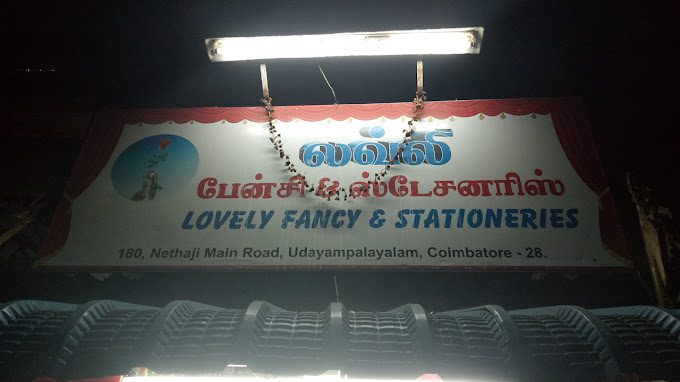 லவ்லி
பேன்சி & ஸ்டேசனரிஸ்
LOVELY FANCY & STATIONERIES
180, Nethaji Main Road, Udayampalayalam, Coimbatore - 28.